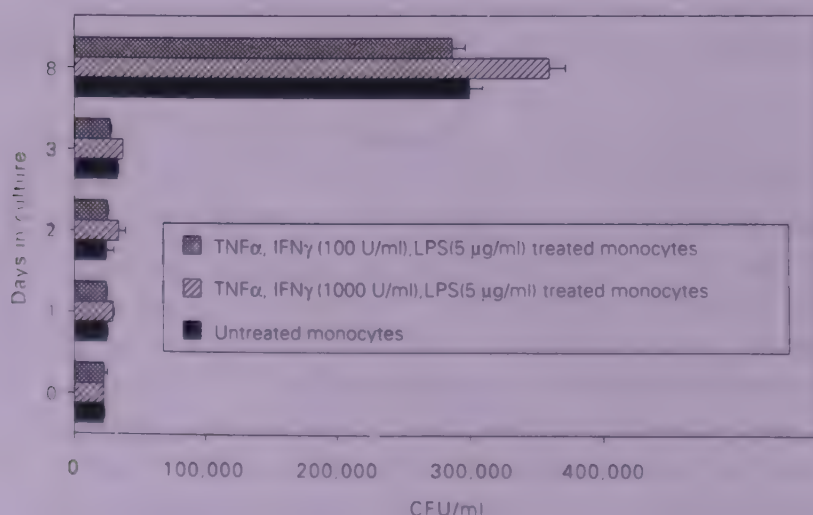 Days in culture
8
3
2
1
0
TNFα, IFNγ (100 U/ml),LPS(5 µg/ml) treated monocytes
TNFα, IFNγ (1000 U/ml),LPS(5 µg/ml) treated monocytes
Untreated monocytes
0 100,000 200,000 300,000 400,000
CFU/ml